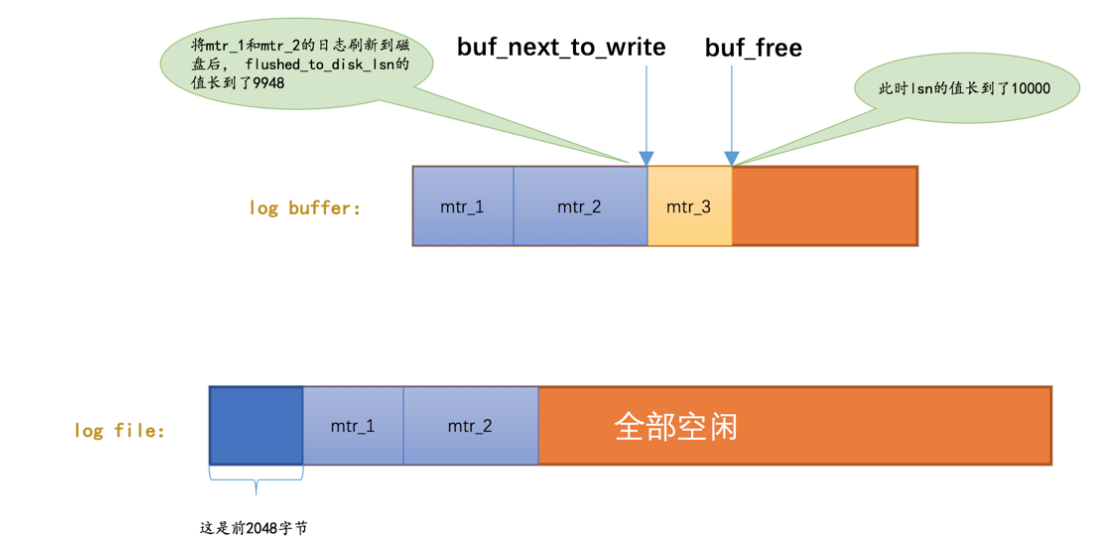 将mtr_1和mtr_2的日志刷新到磁
盘后， flushed_to_disk_lsn的
值长到了9948
buf_next_to_write
buf_free
此时lsn的值长到了10000
log buffer:
mtr_1
mtr_2
mtr_3
log file:
mtr_1
mtr_2
全部空闲
这是前2048字节